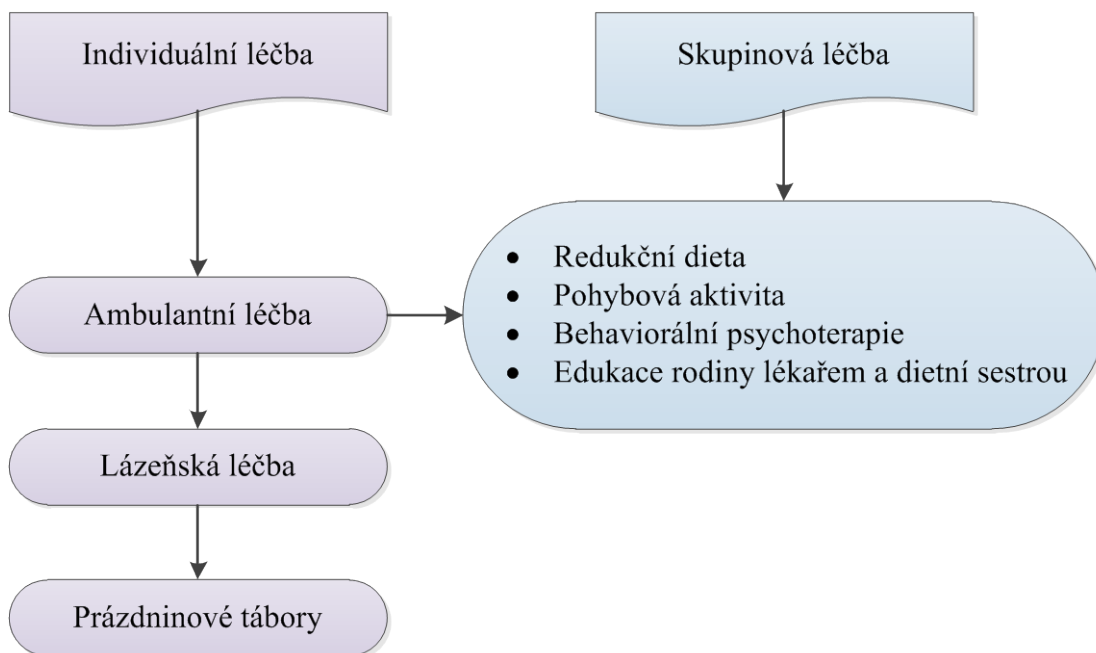 Individuální léčba
Skupinová léčba
• Redukční dieta
• Pohybová aktivita
• Behaviorální psychoterapie
• Edukace rodiny lékařem a dietní sestrou
Ambulantní léčba
Lázeňská léčba
Prázdninové tábory